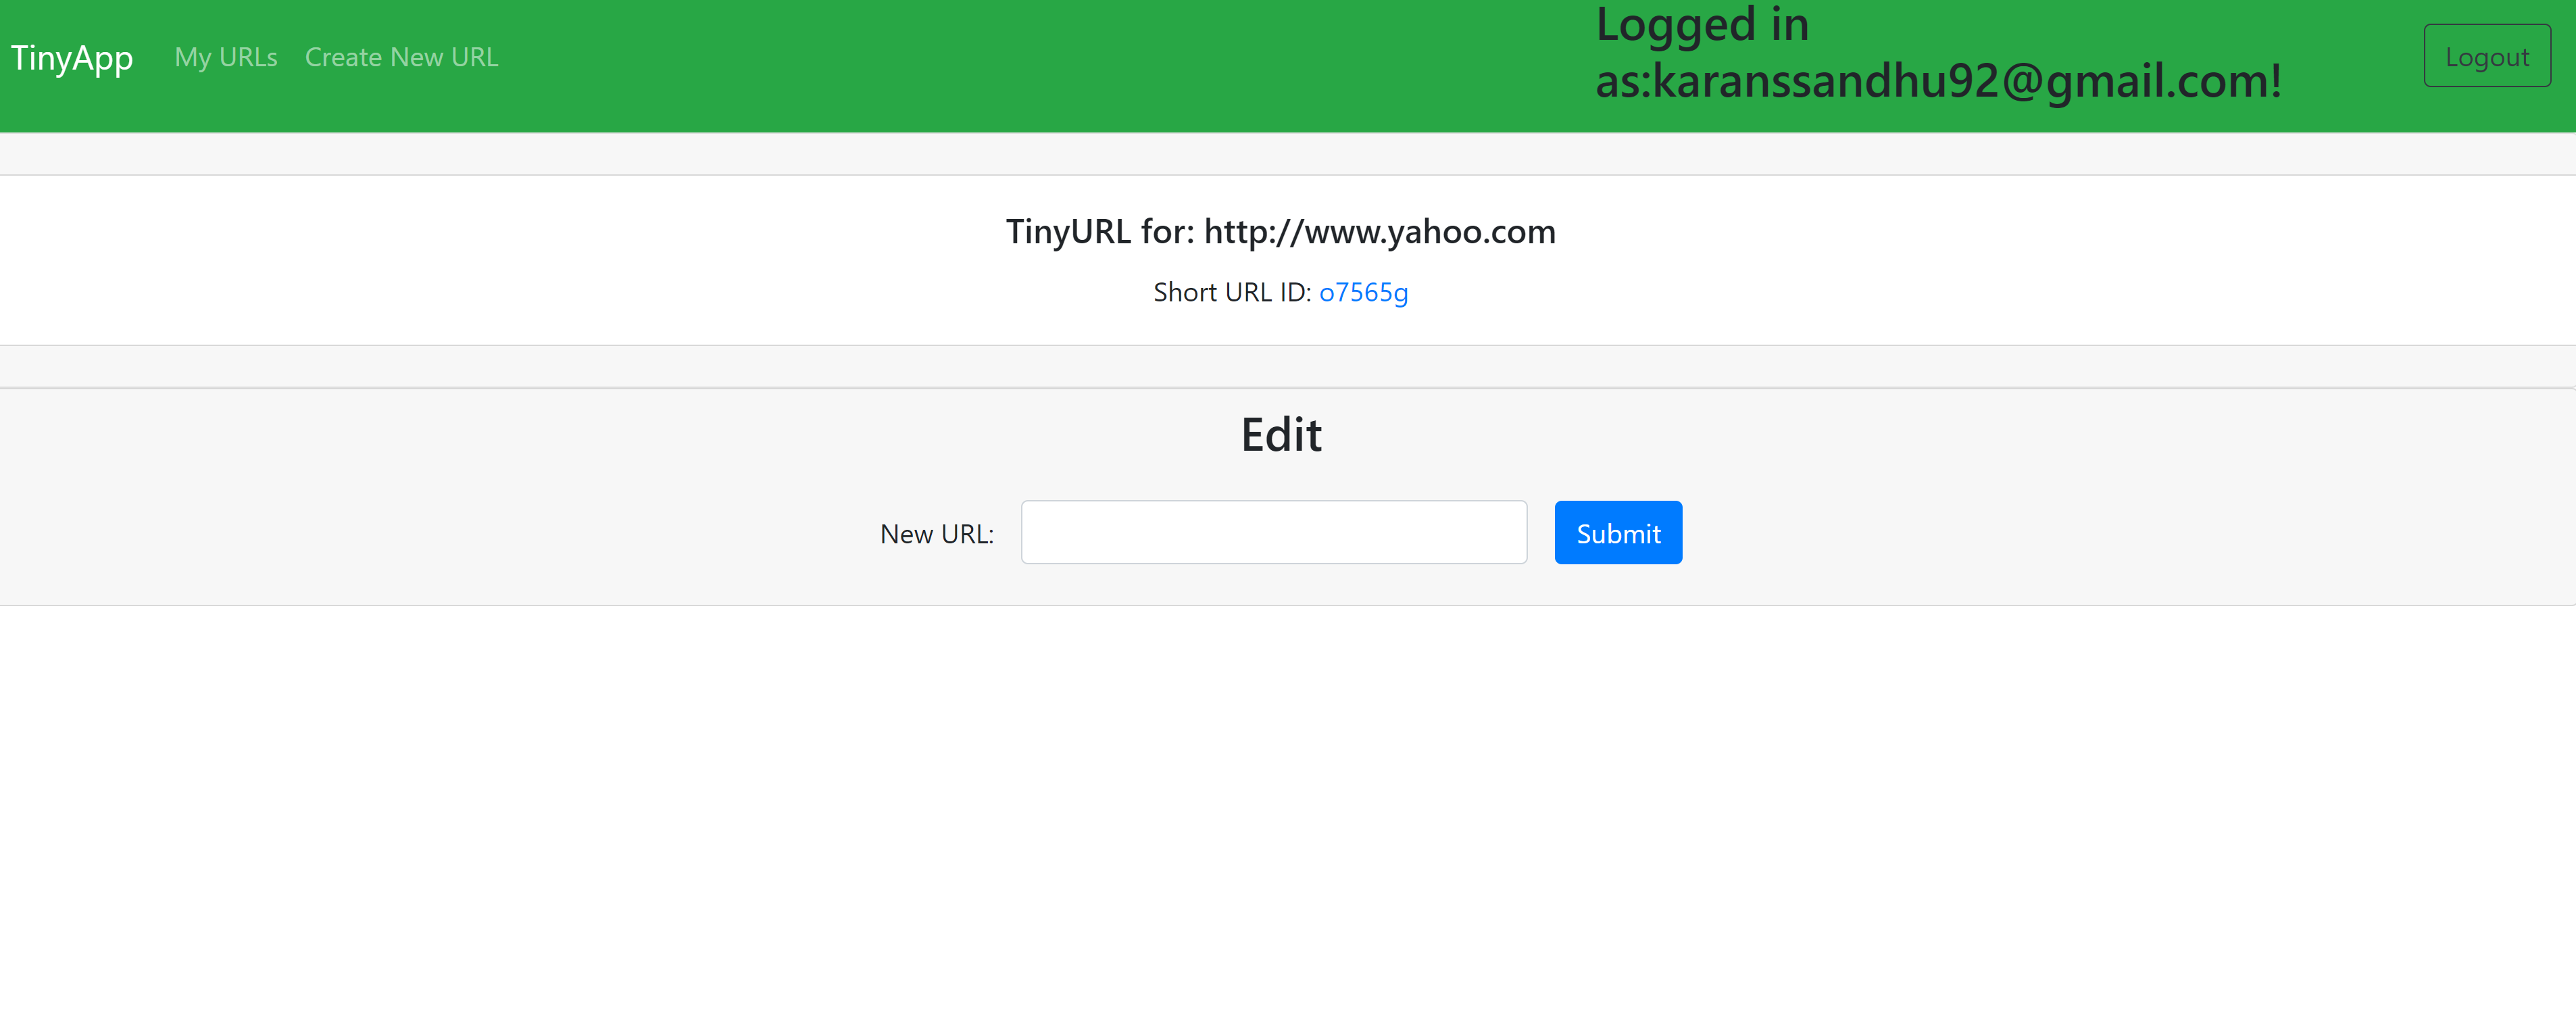 TinyApp My URLs Create New URL
Logged in
as:karanssandhu92@gmail.com!
Logout
TinyURL for: http://www.yahoo.com
Short URL ID: o7565g
Edit
New URL: Submit